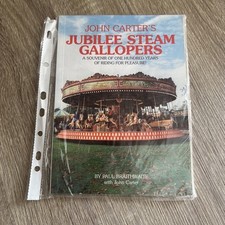 JOHN CARTER'S
JUBILEE STEAM
GALLOPERS
A SOUVENIR OF ONE HUNDRED YEARS
OF RIDING FOR PLEASURE
BY PAUL BRAITHWAITE
with John Carter